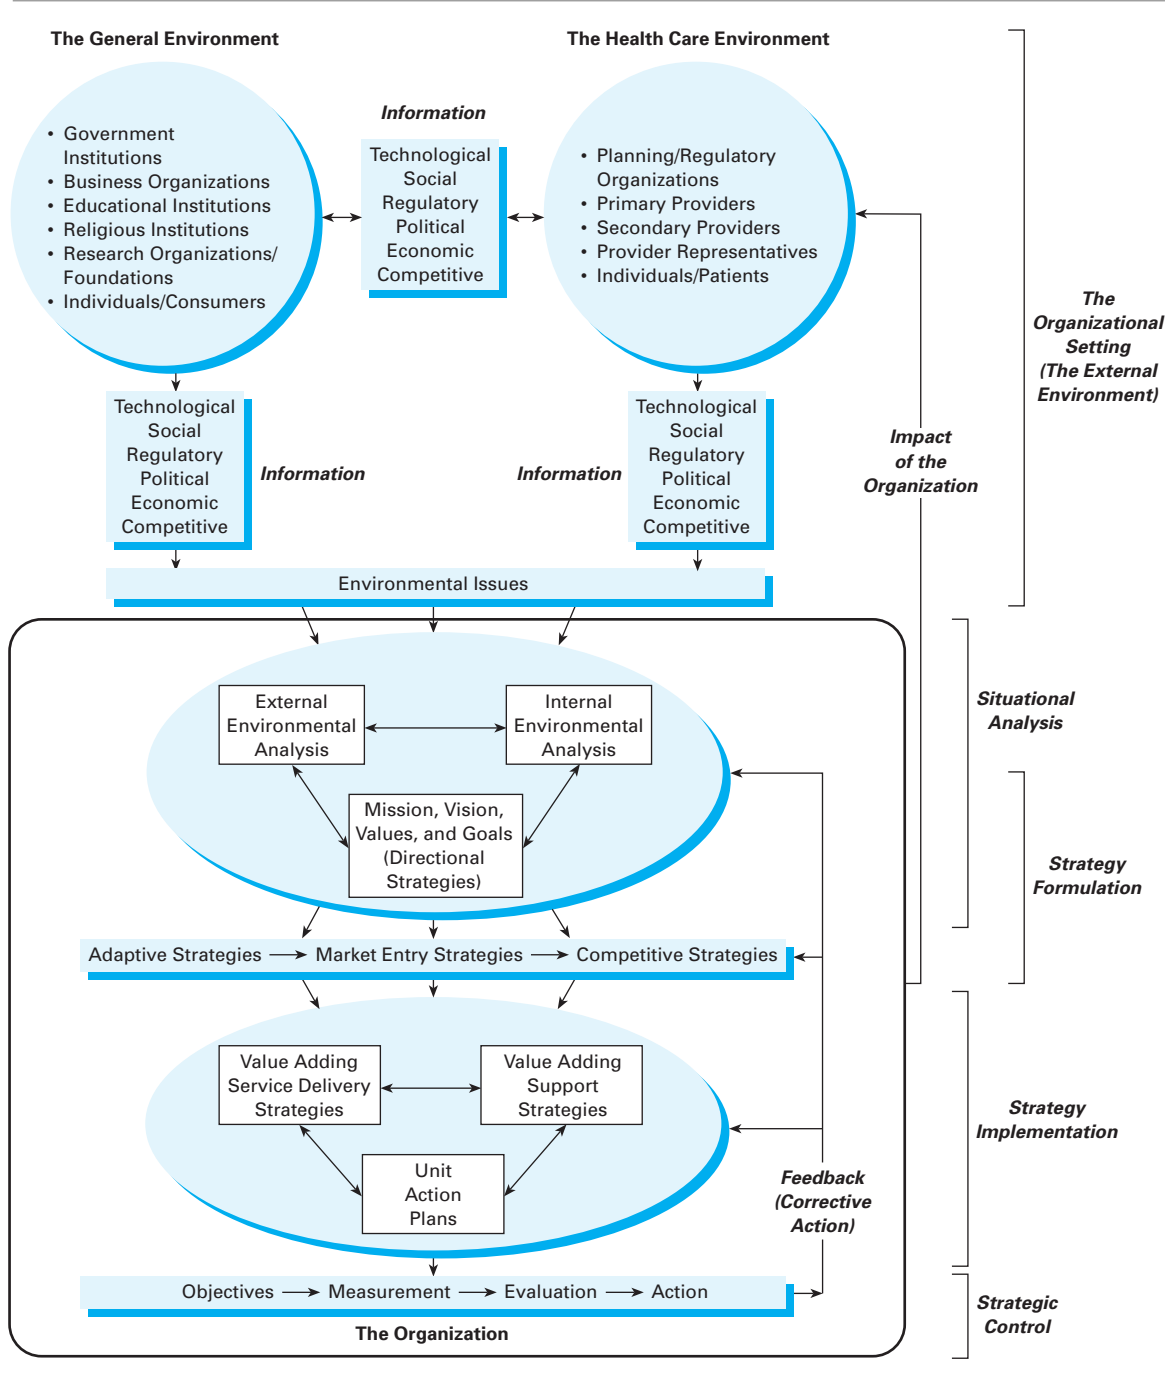 The General Environment
The Health Care Environment
• Government
Institutions
• Business Organizations
• Educational Institutions
• Religious Institutions
• Research Organizations/
Foundations
• Individuals/Consumers
Information
Technological
Social
Regulatory
Political
Economic
Competitive
• Planning/Regulatory
Organizations
• Primary Providers
• Secondary Providers
• Provider Representatives
• Individuals/Patients
The
Organizational
Setting
(The External
Environment)
Technological
Social
Regulatory
Political
Economic
Competitive
Information
Information
Technological
Social
Regulatory
Political
Economic
Competitive
Impact
of the
Organization
Environmental Issues
External
Environmental
Analysis
Internal
Environmental
Analysis
Mission, Vision,
Values, and Goals
(Directional
Strategies)
Situational
Analysis
Strategy
Formulation
Adaptive Strategies
Market Entry Strategies
Competitive Strategies
Value Adding
Service Delivery
Strategies
Value Adding
Support
Strategies
Unit
Action
Plans
Strategy
Implementation
Feedback
(Corrective
Action)
Objectives
Measurement
Evaluation
Action
The Organization
Strategic
Control